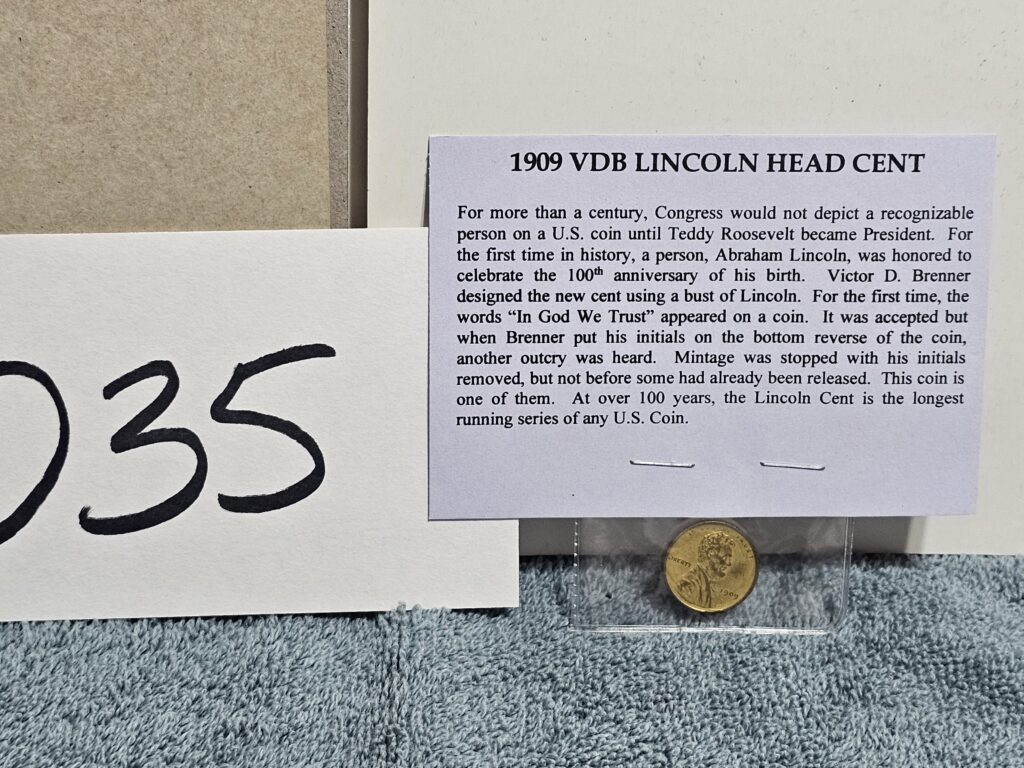 1909 VDB LINCOLN HEAD CENT
For more than a century, Congress would not depict a recognizable
person on a U.S. coin until Teddy Roosevelt became President. For
the first time in history, a person, Abraham Lincoln, was honored to
celebrate the 100th anniversary of his birth. Victor D. Brenner
designed the new cent using a bust of Lincoln. For the first time, the
words “In God We Trust” appeared on a coin. It was accepted but
when Brenner put his initials on the bottom reverse of the coin,
another outcry was heard. Mintage was stopped with his initials
removed, but not before some had already been released. This coin is
one of them. At over 100 years, the Lincoln Cent is the longest
running series of any U.S. Coin.
35
LIBERTY
1909